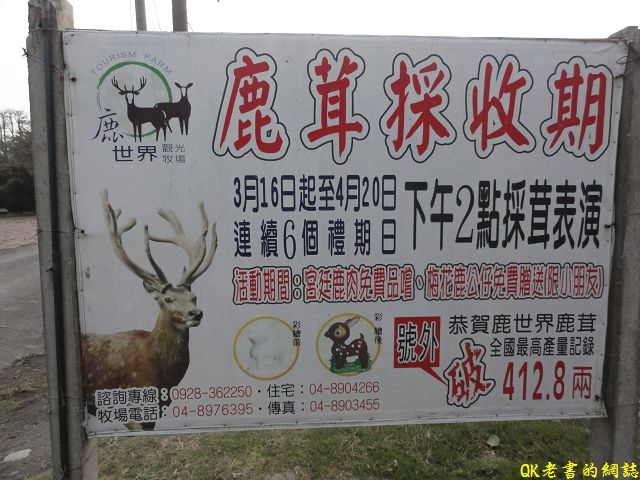 TOURISM FARM
鹿
世界 觀光牧場
鹿茸採收期
3月16日起至4月20日
連續6個禮期日
下午2點採茸表演
活動期間：宮廷鹿肉免費品嚐、梅花鹿公仔免費贈送(限小朋友)
彩繪前
彩繪後
號外
恭賀鹿世界鹿茸
全國最高產量記錄
破 412.8兩
諮詢專線：0928-362250·住宅：04-8904266
牧場電話：04-8976395·傳真：04-8903455
QK老書的網誌